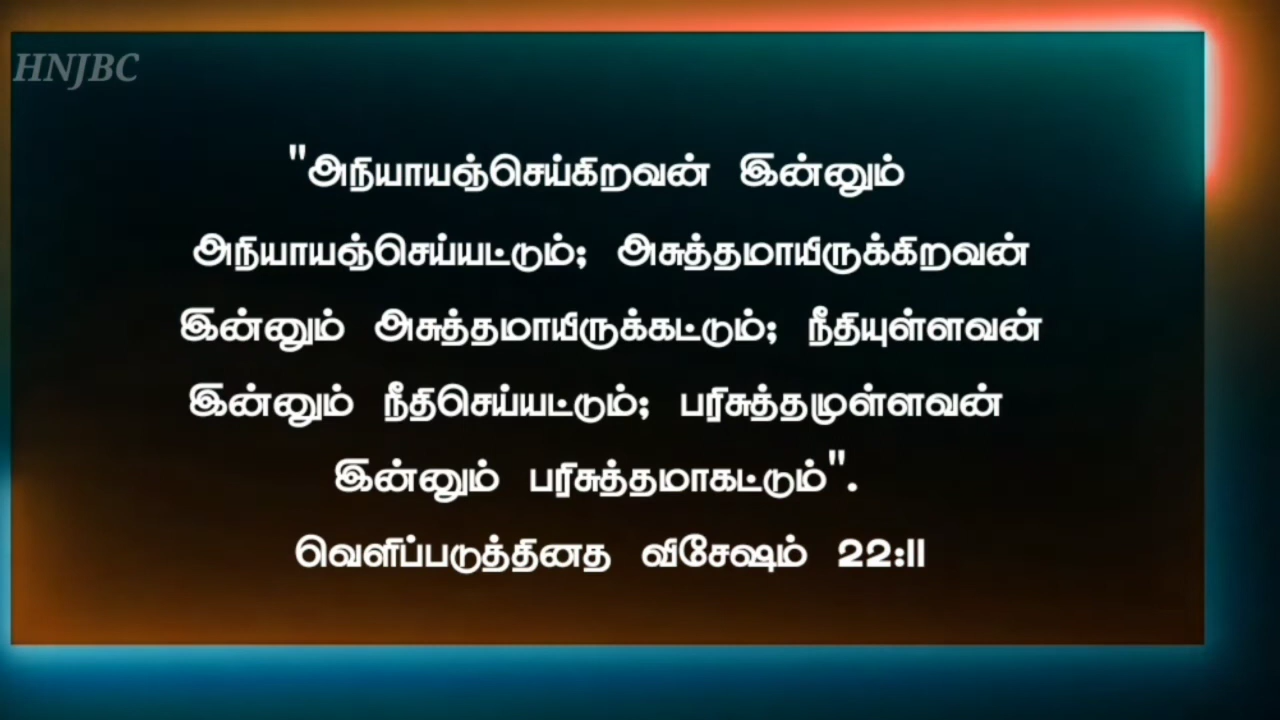 HNJBC
"அநியாயஞ்செய்கிறவன் இன்னும்
அநியாயஞ்செய்யட்டும்; அசுத்தமாயிருக்கிறவன்
இன்னும் அசுத்தமாயிருக்கட்டும்; நீதியுள்ளவன்
இன்னும் நீதிசெய்யட்டும்; பரிசுத்தமுள்ளவன்
இன்னும் பரிசுத்தமாகட்டும்".
வெளிப்படுத்தினத விசேஷம் 22:11